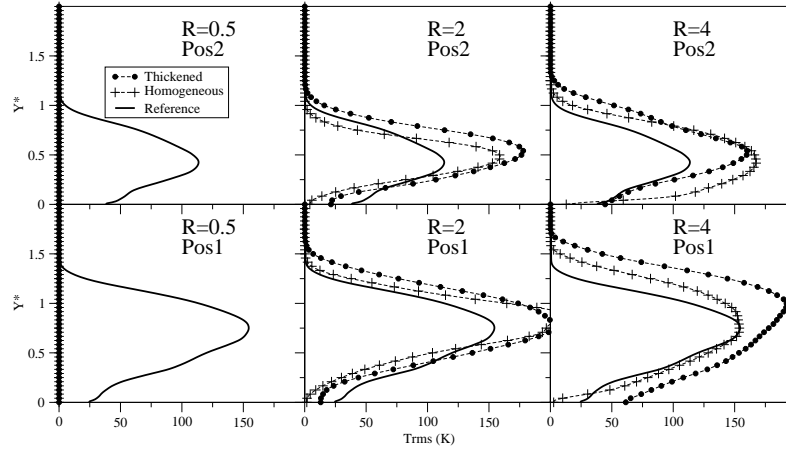 R=0.5
Pos2
R=2
Pos2
R=4
Pos2
Thickened
Homogeneous
Reference
Y*
1.5
1
0.5
0
R=0.5
Pos1
R=2
Pos1
R=4
Pos1
Y*
1.5
1
0.5
0
0 50 100 150 0 50 100 150 0 50 100 150
Trms (K)